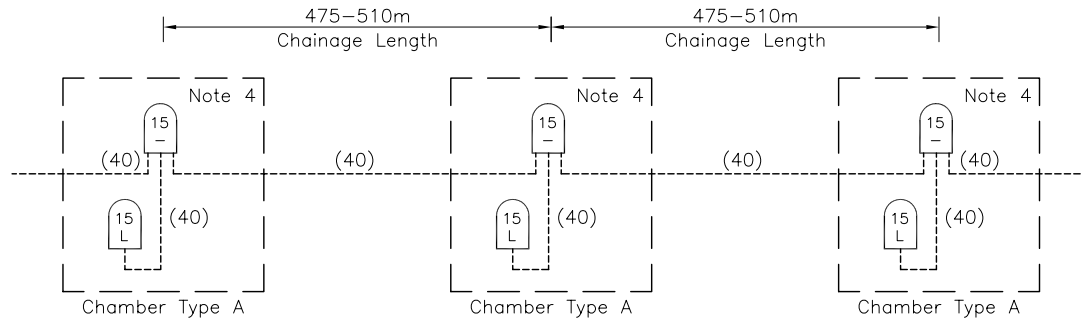 475-510m
475-510m
Chainage Length
Chainage Length
Note 4
Note 4
Note 4
15
-
15
-
15
-
(40)
(40)
(40)
(40)
15
L
(40)
15
L
(40)
15
L
(40)
Chamber Type A
Chamber Type A
Chamber Type A